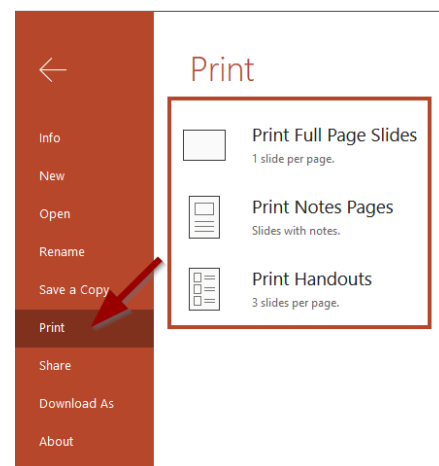 Print
Info
New
Open
Rename
Save a Copy
Print
Share
Download As
About
Print Full Page Slides
1 slide per page.
Print Notes Pages
Slides with notes.
Print Handouts
3 slides per page.